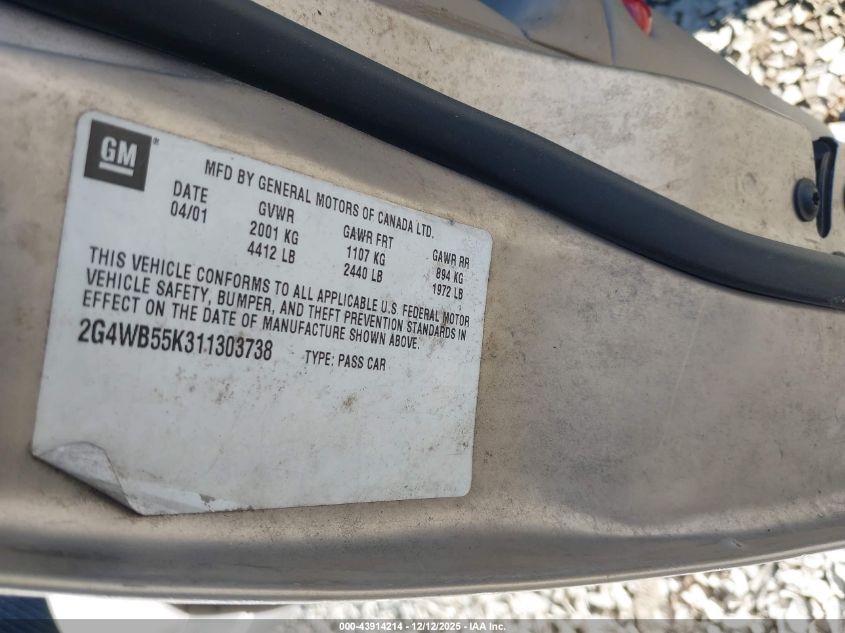 GM®
MFD BY GENERAL MOTORS OF CANADA LTD.
DATE GVWR GAWR FRT GAWR RR
04/01 2001 KG 1107 KG 894 KG
4412 LB 2440 LB 1972 LB
THIS VEHICLE CONFORMS TO ALL APPLICABLE U.S. FEDERAL MOTOR
VEHICLE SAFETY, BUMPER, AND THEFT PREVENTION STANDARDS IN
EFFECT ON THE DATE OF MANUFACTURE SHOWN ABOVE.
2G4WB55K311303738 TYPE: PASS CAR
000-43914214 - 12/12/2025 - IAA Inc.